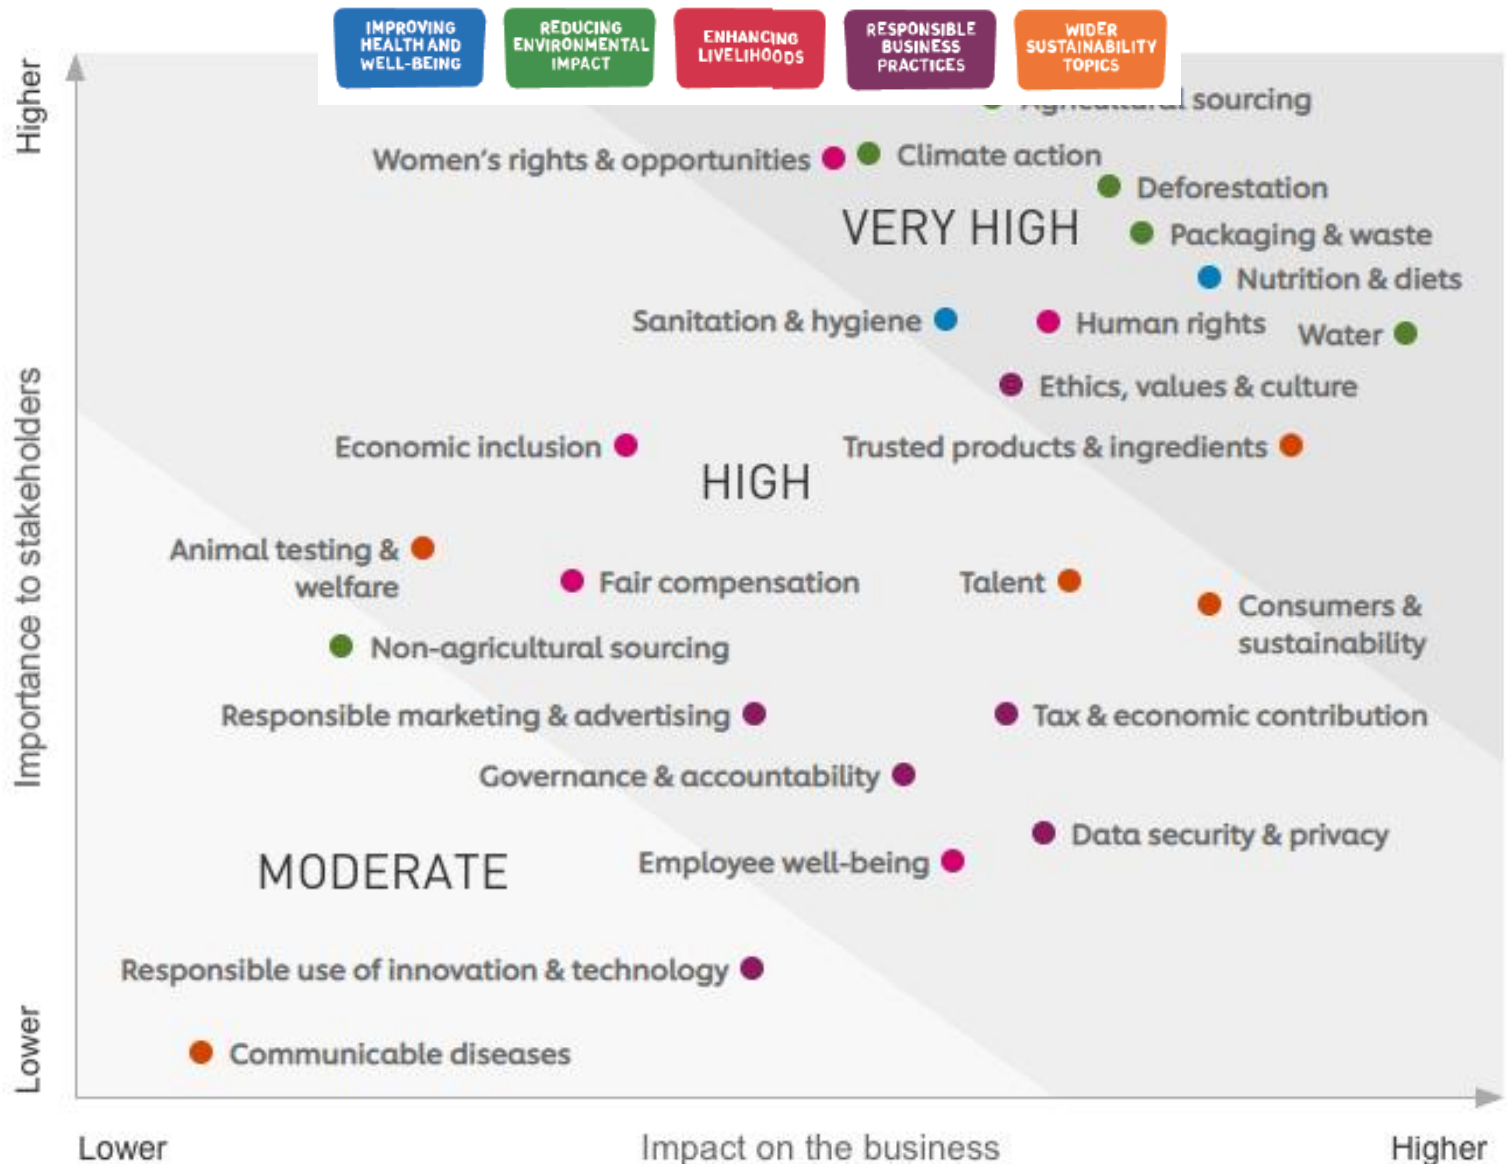 IMPROVING
HEALTH AND
WELL-BEING
REDUCING
ENVIRONMENTAL
IMPACT
ENHANCING
LIVELIHOODS
RESPONSIBLE
BUSINESS
PRACTICES
WIDER
SUSTAINABILITY
TOPICS
Higher
Agricultural sourcing
Women's rights & opportunities
Climate action
Deforestation
VERY HIGH
Packaging & waste
Nutrition & diets
Sanitation & hygiene
Human rights
Water
Ethics, values & culture
Importance to stakeholders
Economic inclusion
Trusted products & ingredients
HIGH
Animal testing &
welfare
Fair compensation
Talent
Consumers &
sustainability
Non-agricultural sourcing
Responsible marketing & advertising
Tax & economic contribution
Governance & accountability
Data security & privacy
MODERATE
Employee well-being
Responsible use of innovation & technology
Lower
Communicable diseases
Lower
Impact on the business
Higher